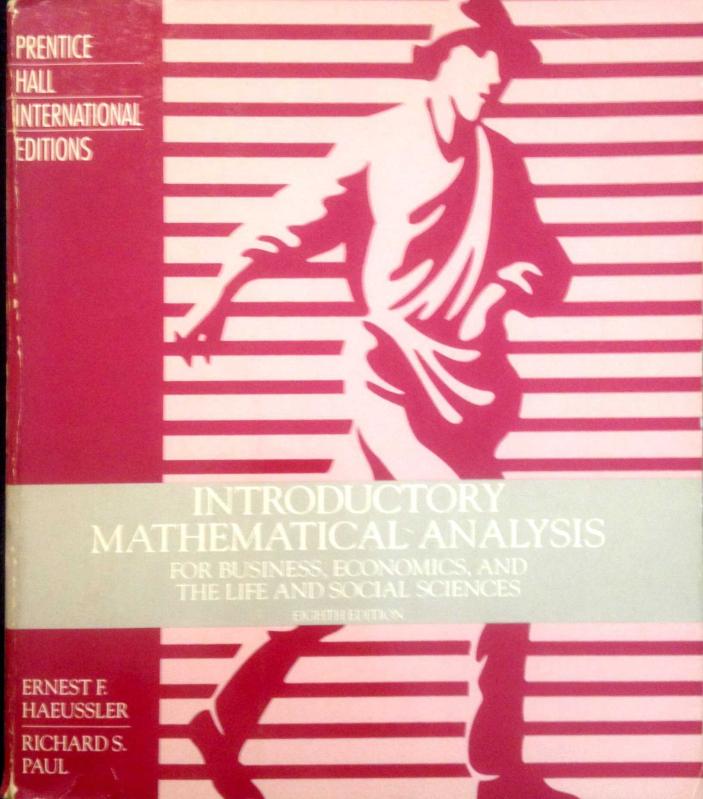 PRENTICE
HALL
INTERNATIONAL
EDITIONS
INTRODUCTORY
MATHEMATICAL ANALYSIS
FOR BUSINESS, ECONOMICS, AND
THE LIFE AND SOCIAL SCIENCES
EIGHTH EDITION
ERNEST F.
HAEUSSLER
RICHARD S.
PAUL